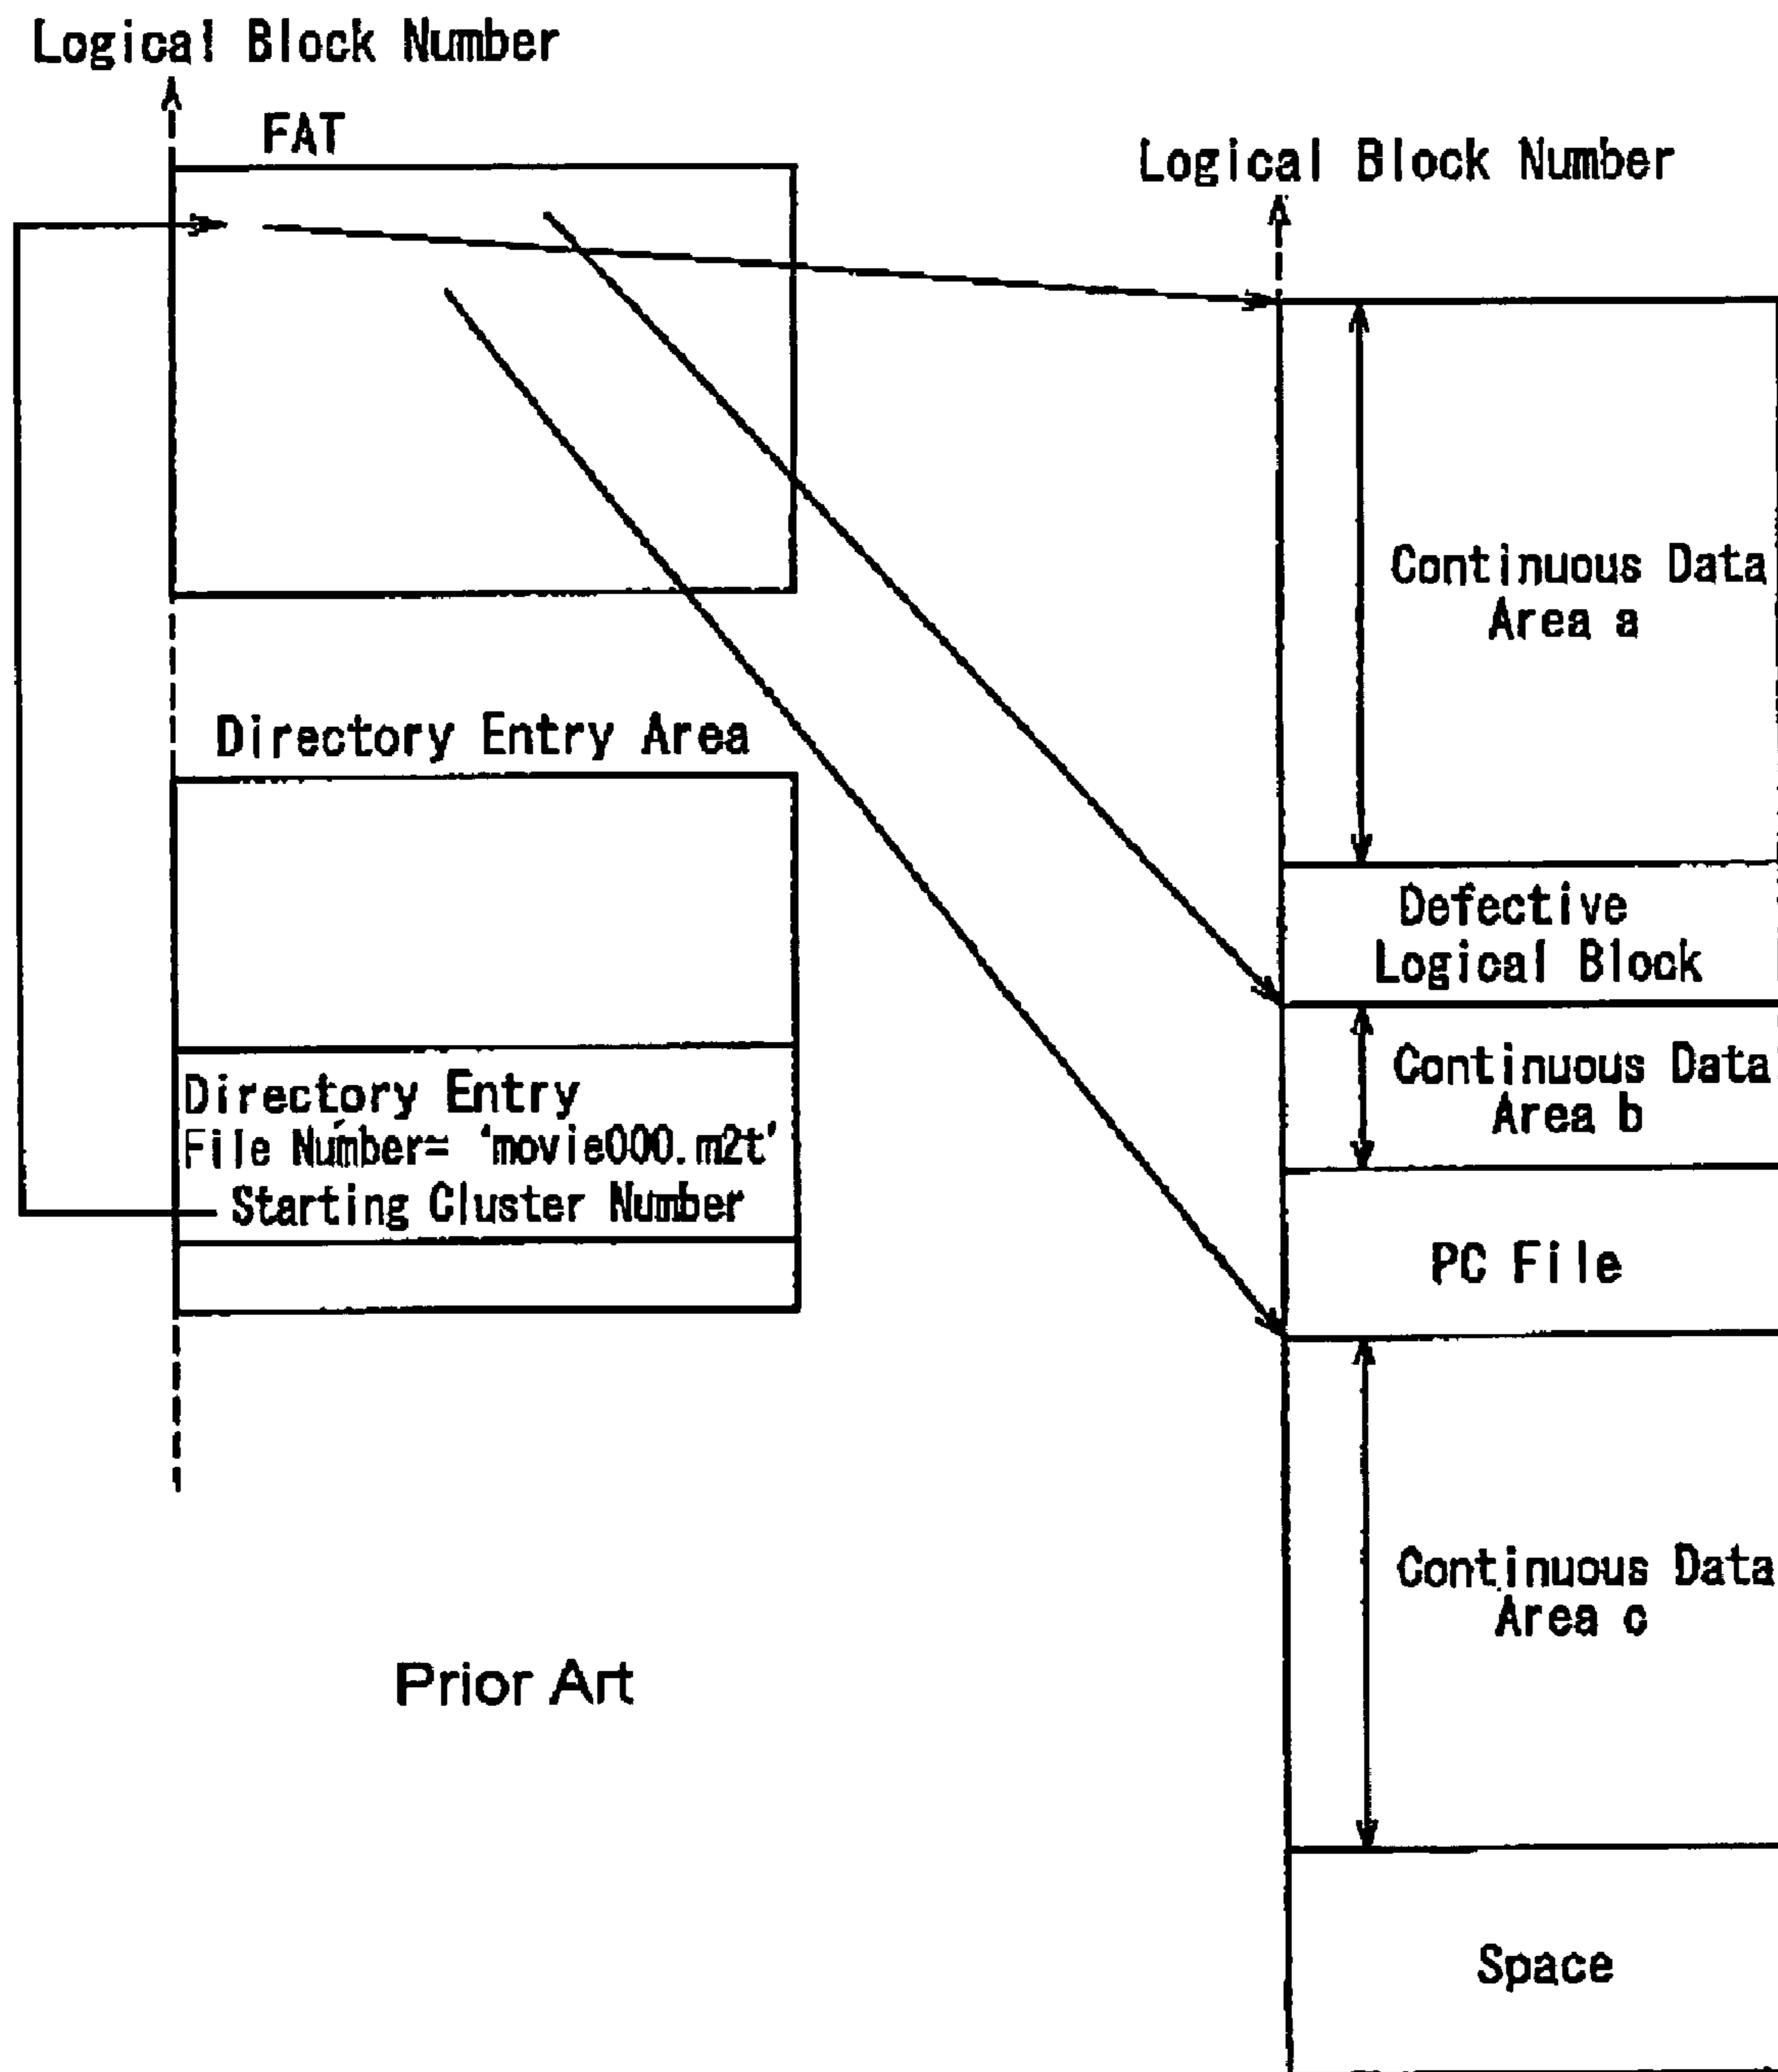 Logical Block Number
FAT
Directory Entry Area
Directory Entry
File Number= ‘movie000.m2t’
Starting Cluster Number
Prior Art
Logical Block Number
Continuous Data
Area a
Defective
Logical Block
Continuous Data
Area b
PC File
Continuous Data
Area c
Space